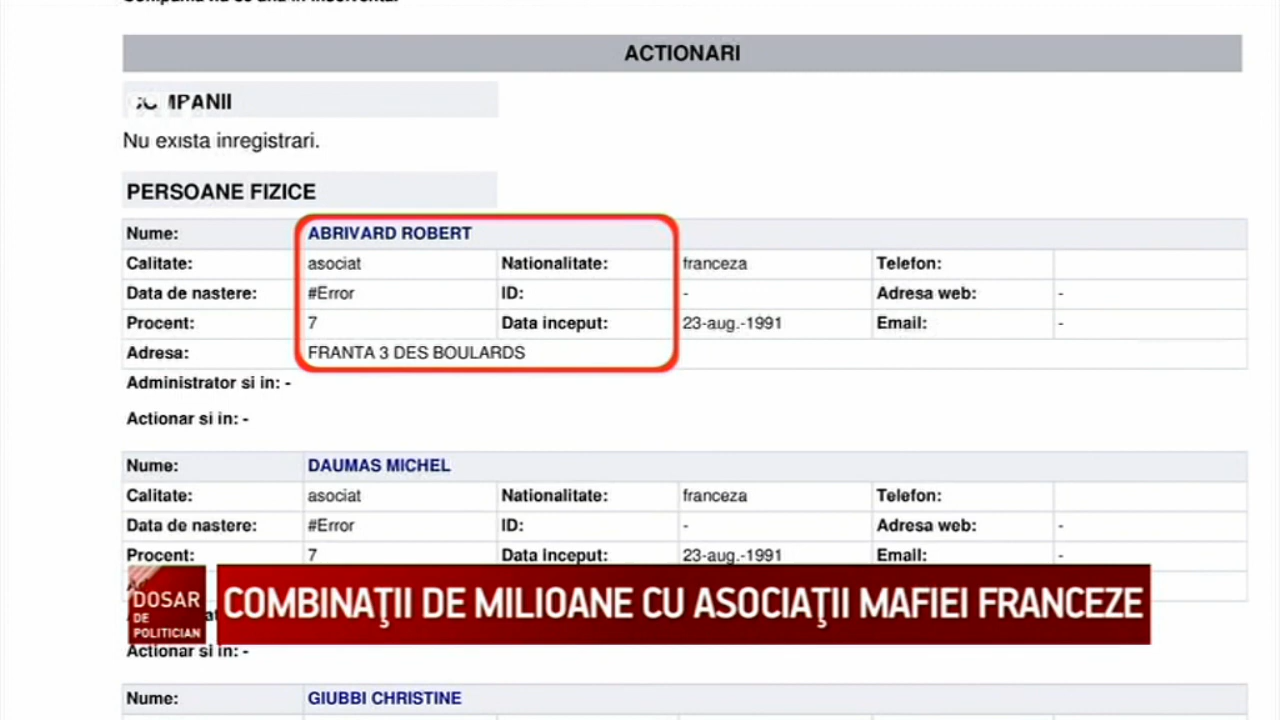 ACTIONARI
COMPANII
Nu exista inregistrari.
PERSOANE FIZICE
Nume: ABRIVARD ROBERT
Calitate: asociat Nationalitate: franceza Telefon:
Data de nastere: #Error ID: - Adresa web: -
Procent: 7 Data inceput: 23-aug.-1991 Email: -
Adresa: FRANTA 3 DES BOULARDS
Administrator si in: -
Actionar si in: -
Nume: DAUMAS MICHEL
Calitate: asociat Nationalitate: franceza Telefon:
Data de nastere: #Error ID: - Adresa web: -
Procent: 7 Data inceput: 23-aug.-1991 Email: -
DOSAR
DE
POLITICIAN
COMBINAŢII DE MILIOANE CU ASOCIAŢII MAFIEI FRANCEZE
Actionar si in: -
Nume: GIUBBI CHRISTINE